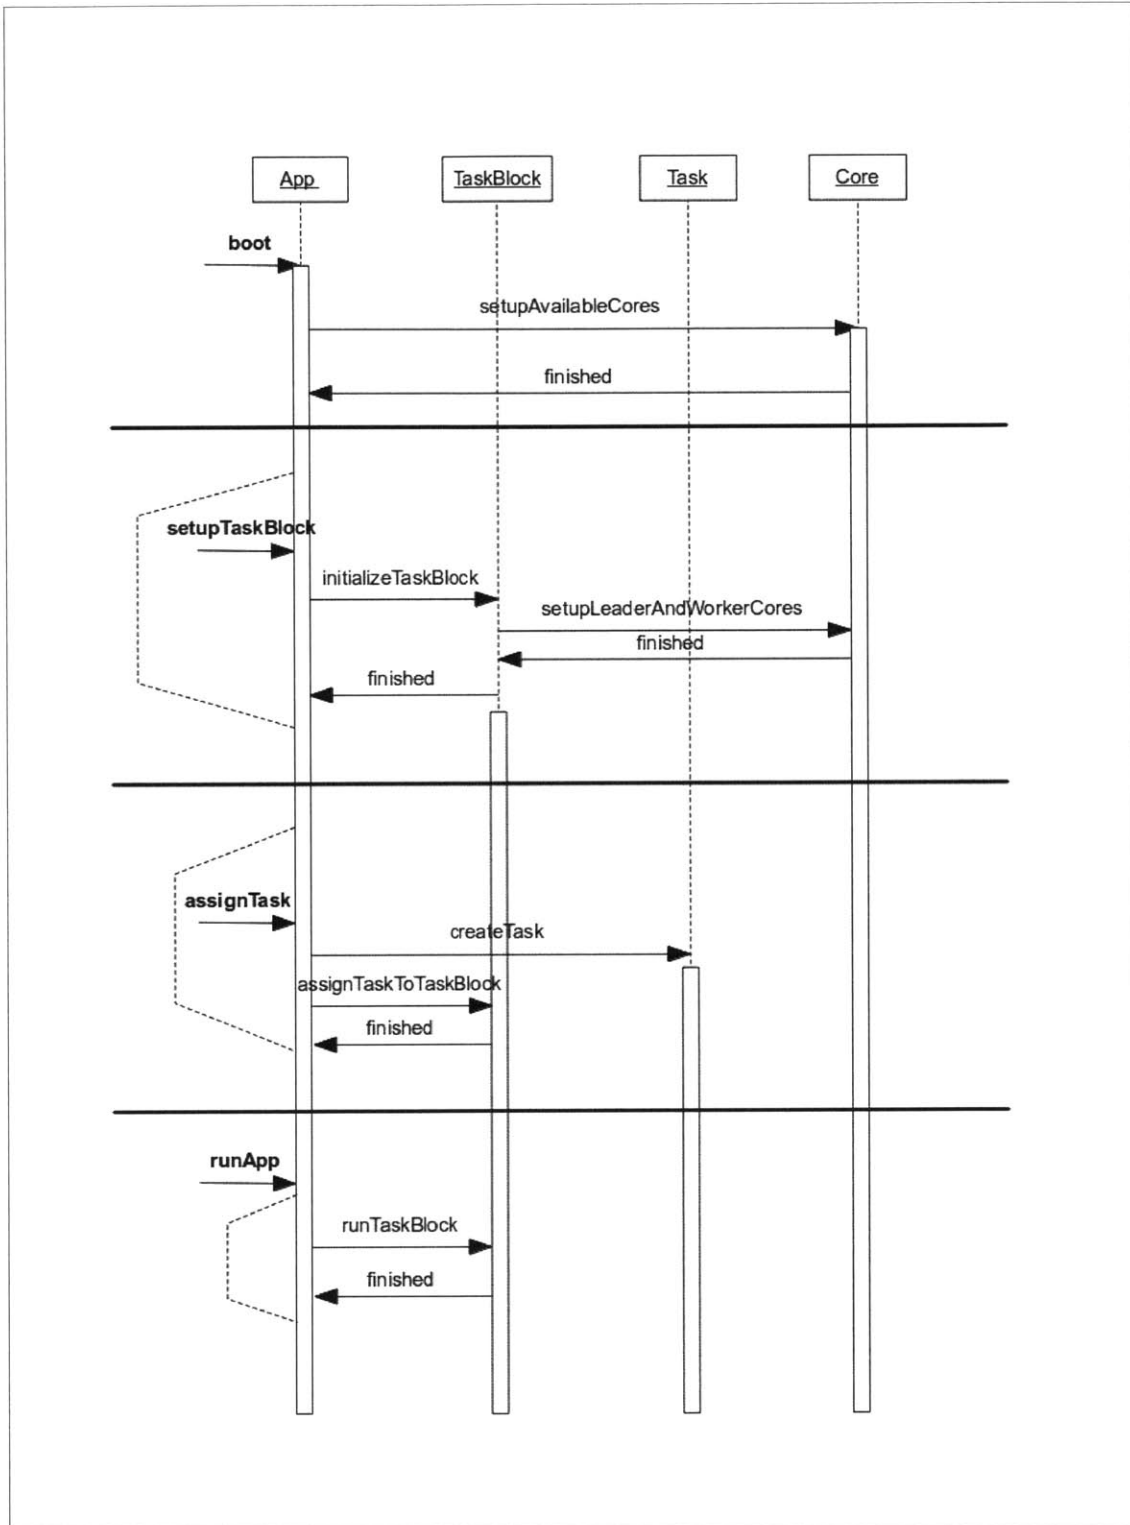 App
TaskBlock
Task
Core
boot
setupAvailableCores
finished
setupTaskBlock
initializeTaskBlock
setupLeaderAndWorkerCores
finished
finished
assignTask
createTask
assignTaskToTaskBlock
finished
runApp
runTaskBlock
finished